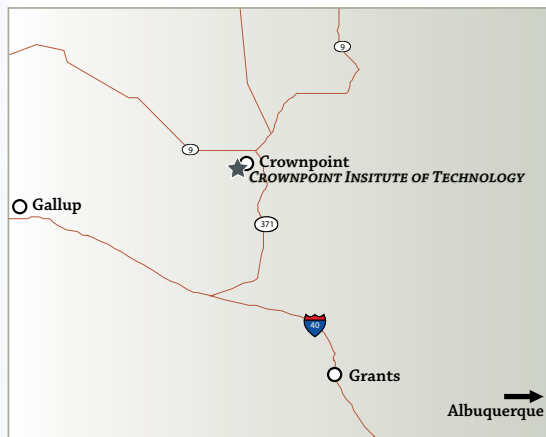 9
9
Crownpoint
CROWNPOINT INSITUTE OF TECHNOLOGY
Gallup
371
40
Grants
Albuquerque